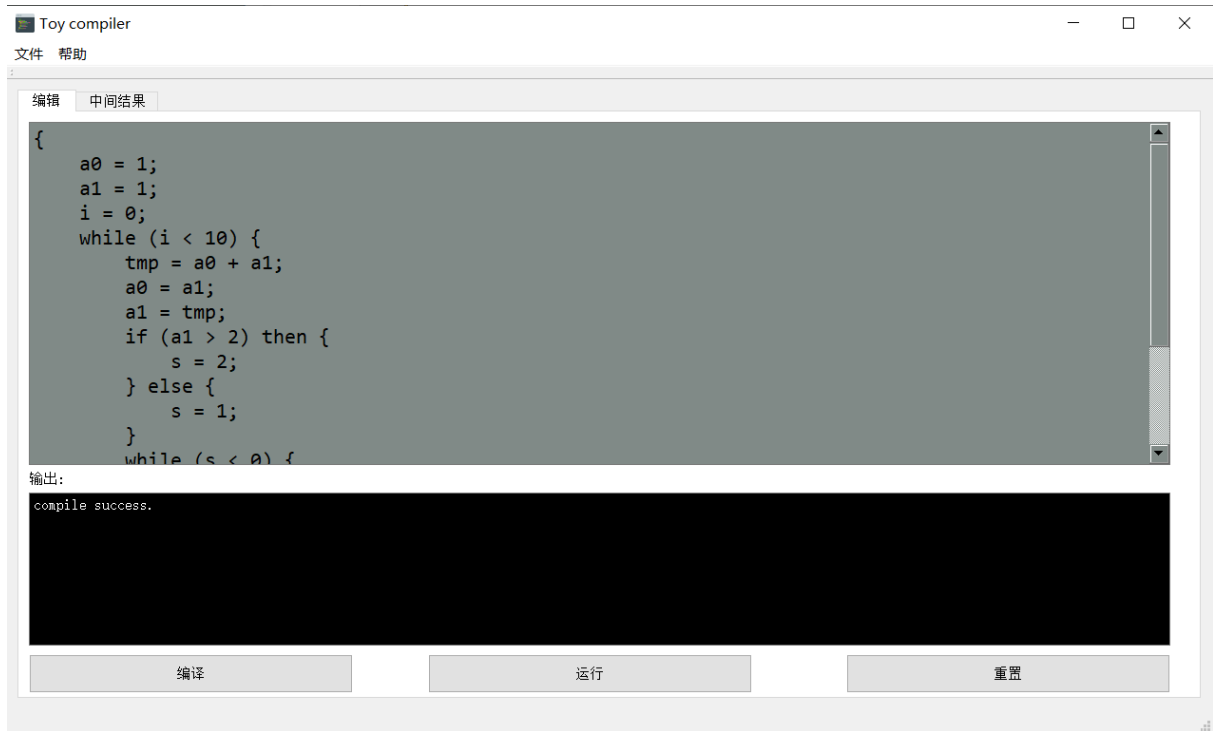 Toy compiler
文件 帮助
编辑 中间结果
{
    a0 = 1;
    a1 = 1;
    i = 0;
    while (i < 10) {
        tmp = a0 + a1;
        a0 = a1;
        a1 = tmp;
        if (a1 > 2) then {
            s = 2;
        } else {
            s = 1;
        }
        while (s < 0) {
输出:
compile success.
编译 运行 重置